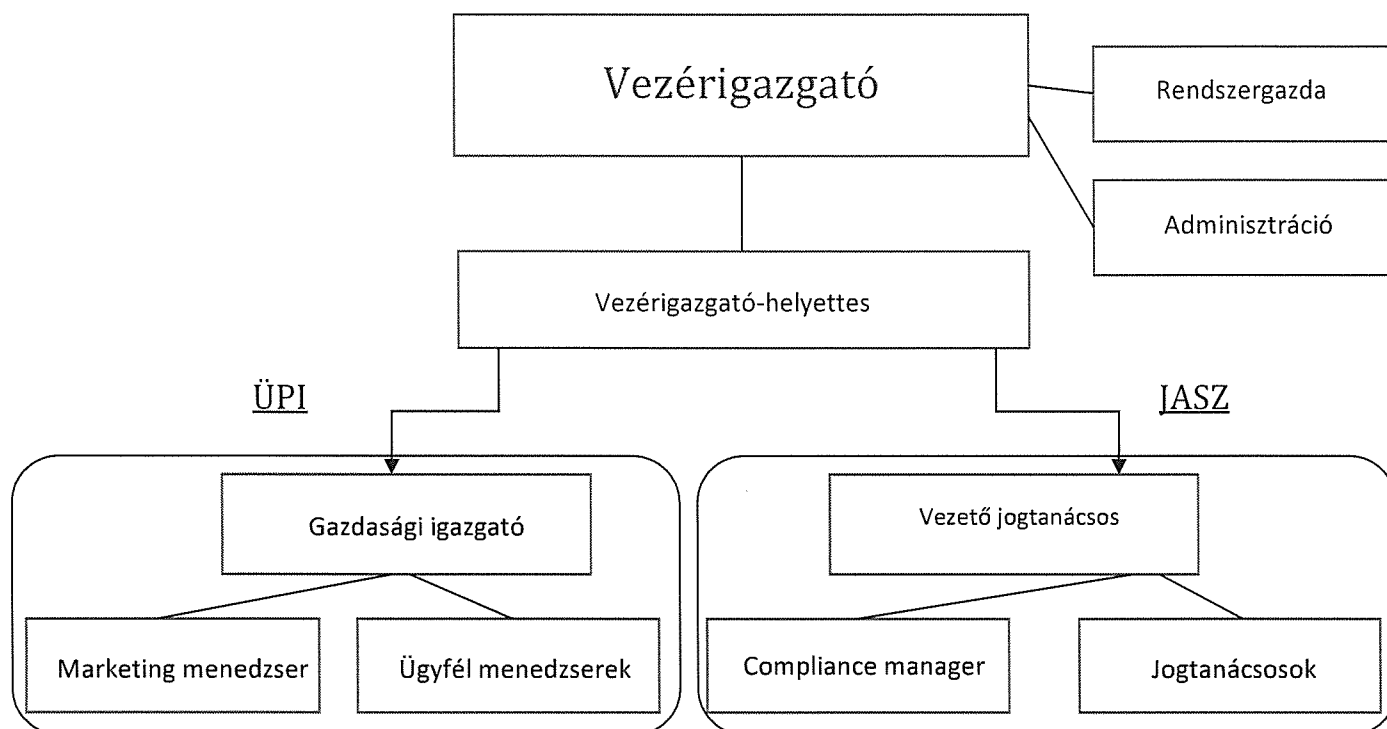 Vezérigazgató
Rendszergazda
Adminisztráció
Vezérigazgató-helyettes
ÜPI
JASZ
Gazdasági igazgató
Vezető jogtanácsos
Marketing menedzser
Ügyfél menedzserek
Compliance manager
Jogtanácsosok